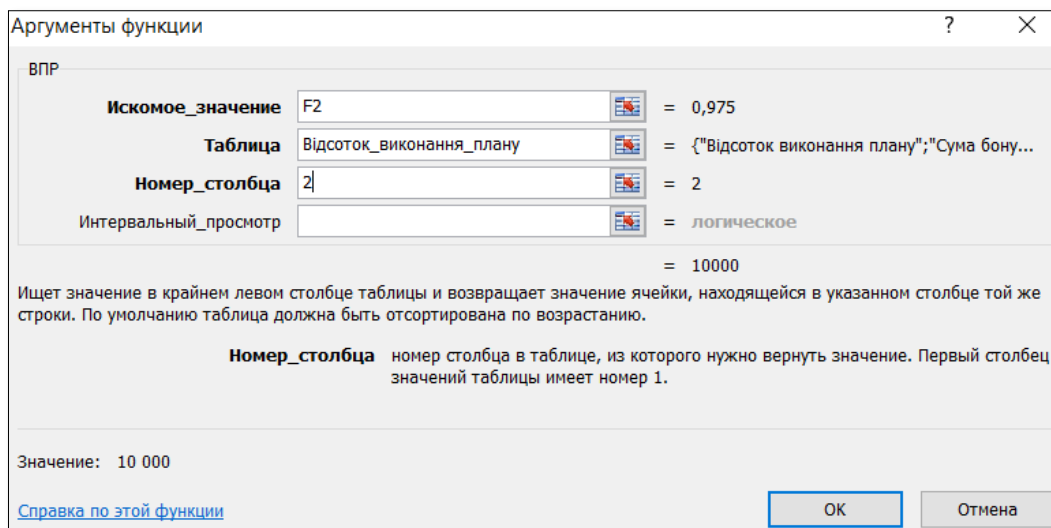 Аргументы функции ? ×
ВПР
Искомое_значение F2 = 0,975
Таблица Відсоток_виконання_плану = {"Відсоток виконання плану";"Сума бону...
Номер_столбца 2 = 2
Интервальный_просмотр = логическое
= 10000
Ищет значение в крайнем левом столбце таблицы и возвращает значение ячейки, находящейся в указанном столбце той же
строки. По умолчанию таблица должна быть отсортирована по возрастанию.
Номер_столбца номер столбца в таблице, из которого нужно вернуть значение. Первый столбец
значений таблицы имеет номер 1.
Значение: 10 000
Справка по этой функции ОК Отмена